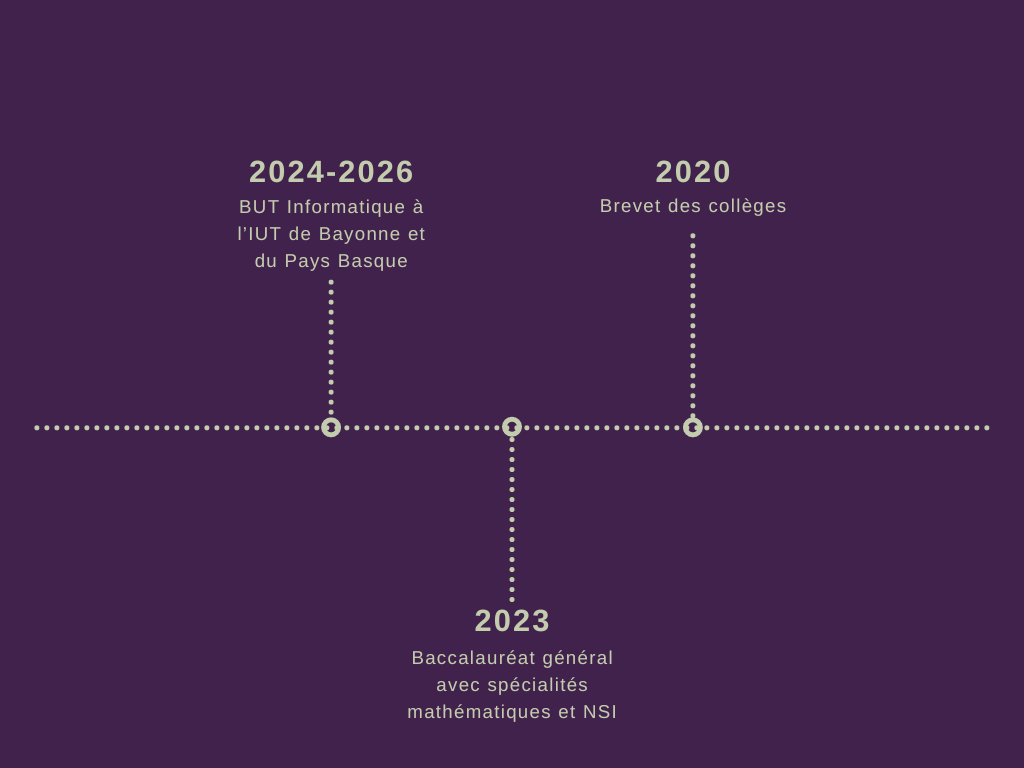 2024-2026
BUT Informatique à
l’IUT de Bayonne et
du Pays Basque
2020
Brevet des collèges
2023
Baccalauréat général
avec spécialités
mathématiques et NSI